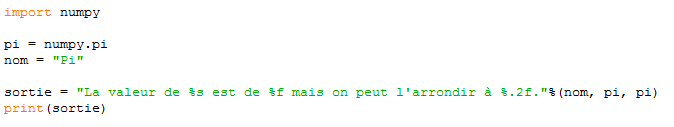 import numpy
pi = numpy.pi
nom = "Pi"
sortie = "La valeur de %s est de %f mais on peut l'arrondir à %.2f."%(nom, pi, pi)
print(sortie)